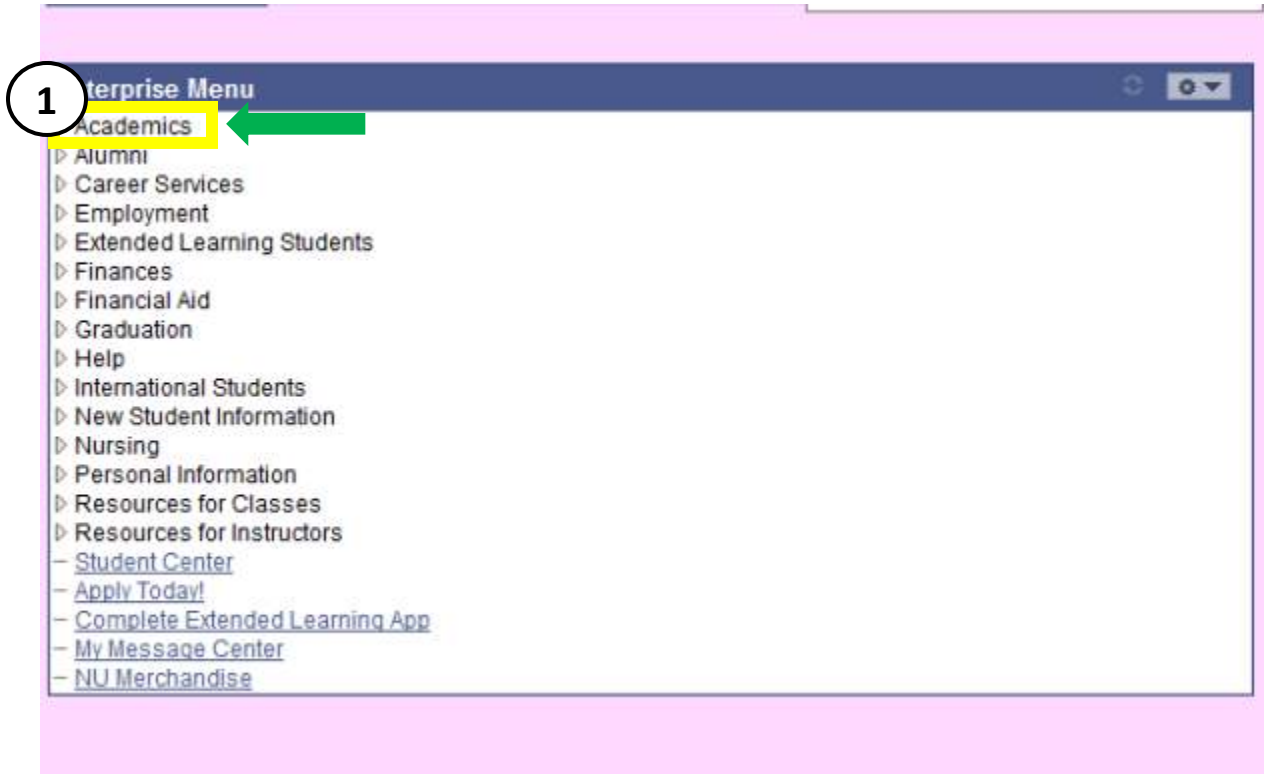 1
terprise Menu
Academics
Alumni
Career Services
Employment
Extended Learning Students
Finances
Financial Aid
Graduation
Help
International Students
New Student Information
Nursing
Personal Information
Resources for Classes
Resources for Instructors
Student Center
Apply Today!
Complete Extended Learning App
My Message Center
NU Merchandise